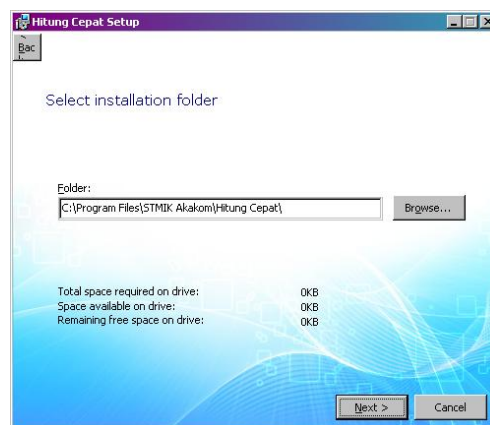 Hitung Cepat Setup
Bac
Select installation folder
Folder:
C:\Program Files\STMIK Akakom\Hitung Cepat\
Browse...
Total space required on drive: 0KB
Space available on drive: 0KB
Remaining free space on drive: 0KB
Next >
Cancel